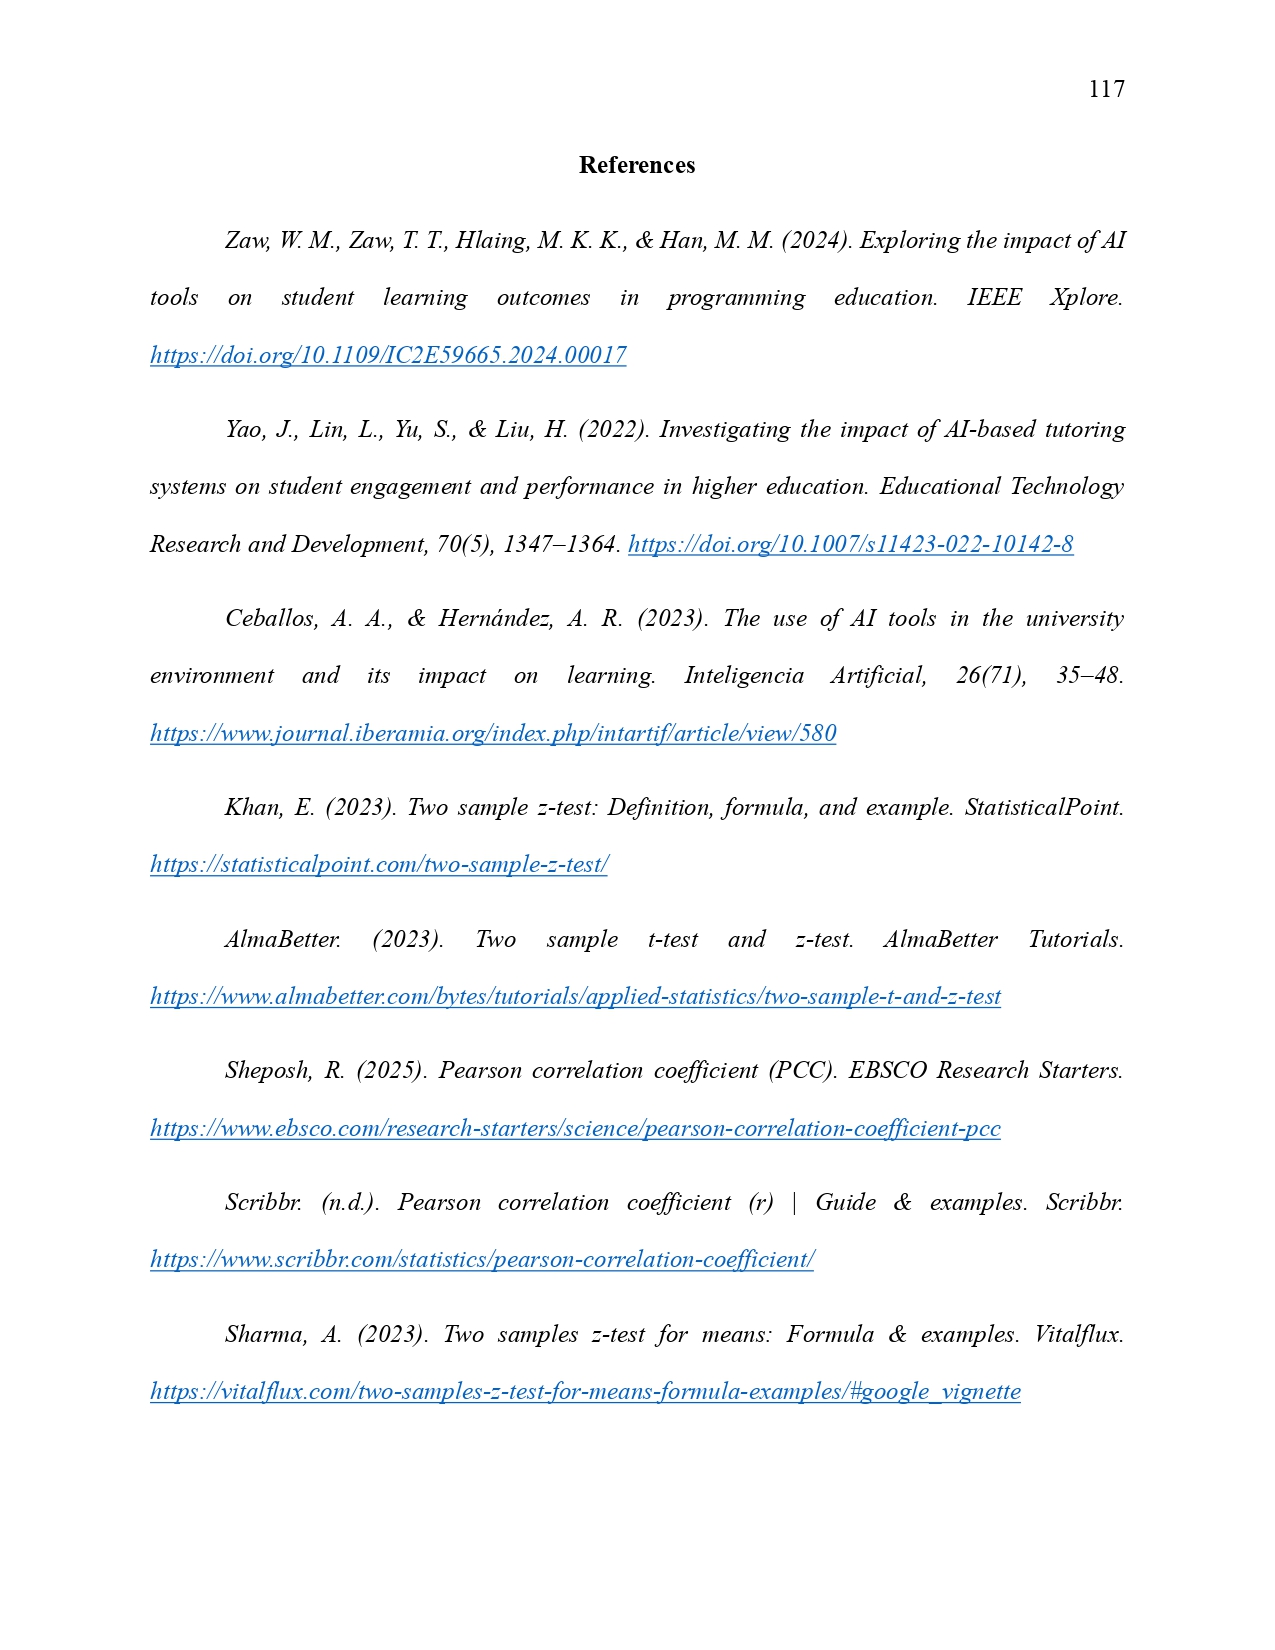 117
References
Zaw, W. M., Zaw, T. T., Hlaing, M. K. K., & Han, M. M. (2024). Exploring the impact of AI
tools on student learning outcomes in programming education. IEEE Xplore.
https://doi.org/10.1109/IC2E59665.2024.00017
Yao, J., Lin, L., Yu, S., & Liu, H. (2022). Investigating the impact of AI-based tutoring
systems on student engagement and performance in higher education. Educational Technology
Research and Development, 70(5), 1347–1364. https://doi.org/10.1007/s11423-022-10142-8
Ceballos, A. A., & Hernández, A. R. (2023). The use of AI tools in the university
environment and its impact on learning. Inteligencia Artificial, 26(71), 35–48.
https://www.journal.iberamia.org/index.php/intartif/article/view/580
Khan, E. (2023). Two sample z-test: Definition, formula, and example. StatisticalPoint.
https://statisticalpoint.com/two-sample-z-test/
AlmaBetter. (2023). Two sample t-test and z-test. AlmaBetter Tutorials.
https://www.almabetter.com/bytes/tutorials/applied-statistics/two-sample-t-and-z-test
Sheposh, R. (2025). Pearson correlation coefficient (PCC). EBSCO Research Starters.
https://www.ebsco.com/research-starters/science/pearson-correlation-coefficient-pcc
Scribbr. (n.d.). Pearson correlation coefficient (r) | Guide & examples. Scribbr.
https://www.scribbr.com/statistics/pearson-correlation-coefficient/
Sharma, A. (2023). Two samples z-test for means: Formula & examples. Vitalflux.
https://vitalflux.com/two-samples-z-test-for-means-formula-examples/#google_vignette